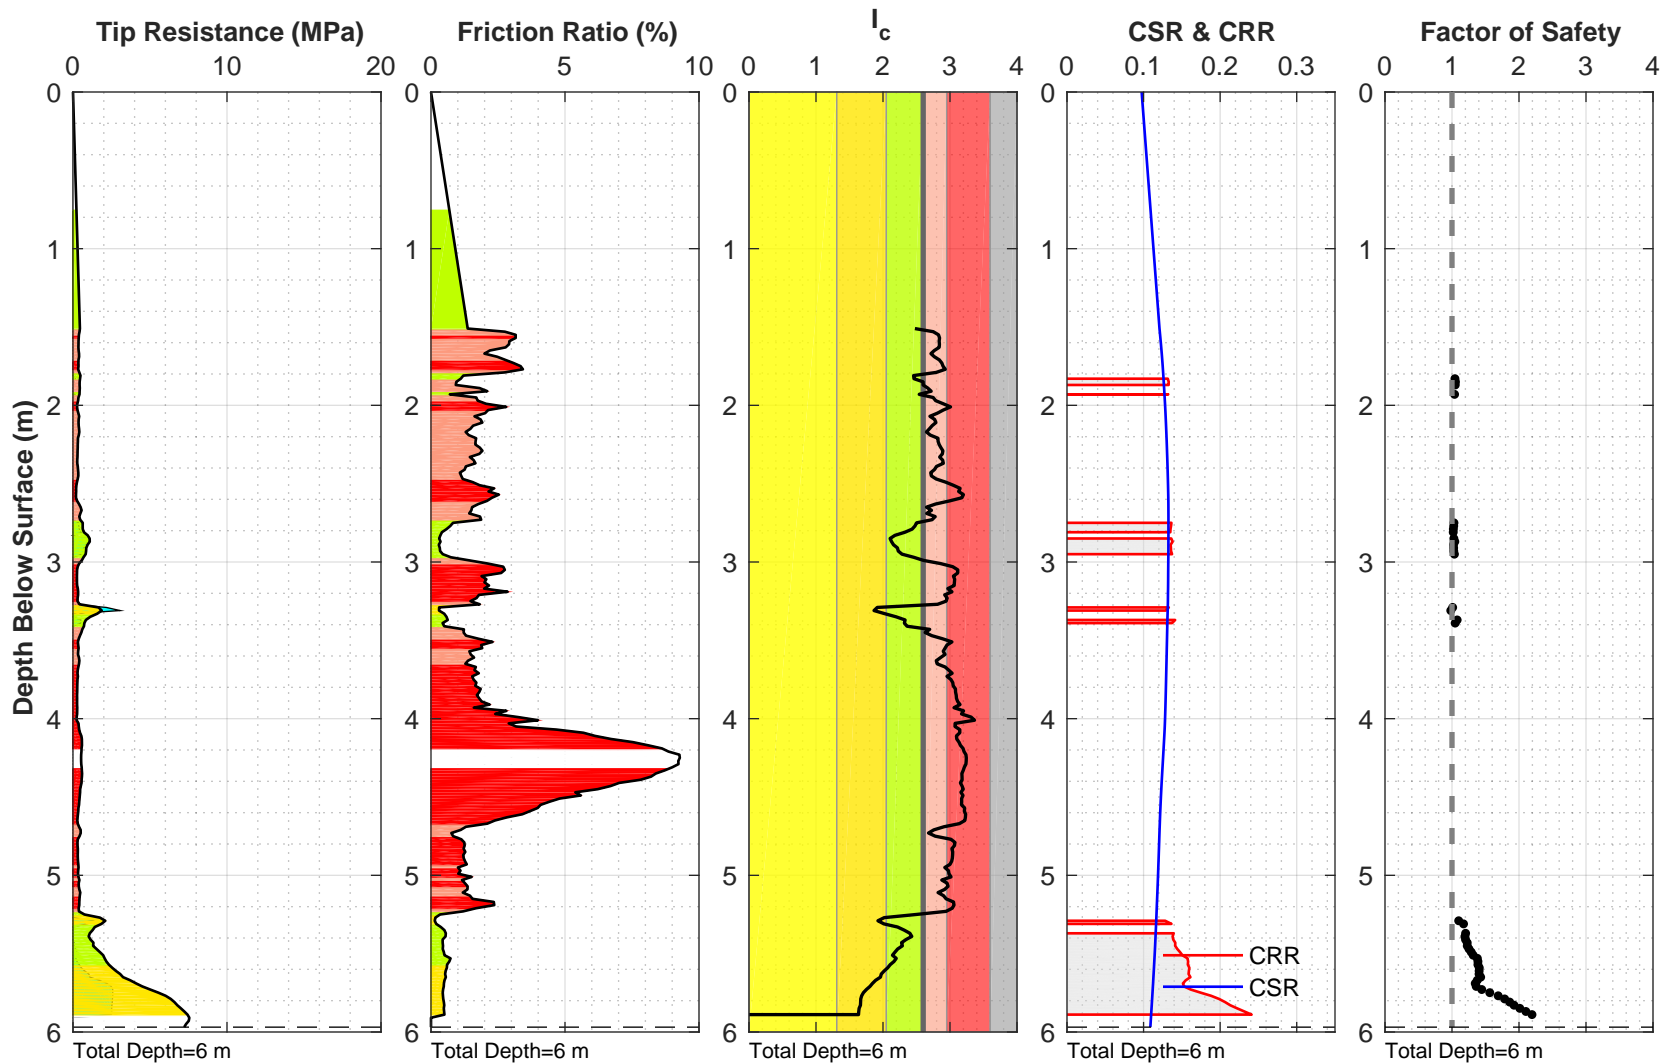 Tip Resistance (MPa)
Friction Ratio (%)
I_c
CSR & CRR
Factor of Safety
0 10 20
0 5 10
0 1 2 3 4
0 0.1 0.2 0.3
0 2 4
Depth Below Surface (m)
0 0 0 0 0
1 1 1 1 1
2 2 2 2 2
3 3 3 3 3
4 4 4 4 4
5 5 5 5 5
CRR
CSR
6 6 6 6 6
Total Depth=6 m
Total Depth=6 m
Total Depth=6 m
Total Depth=6 m
Total Depth=6 m